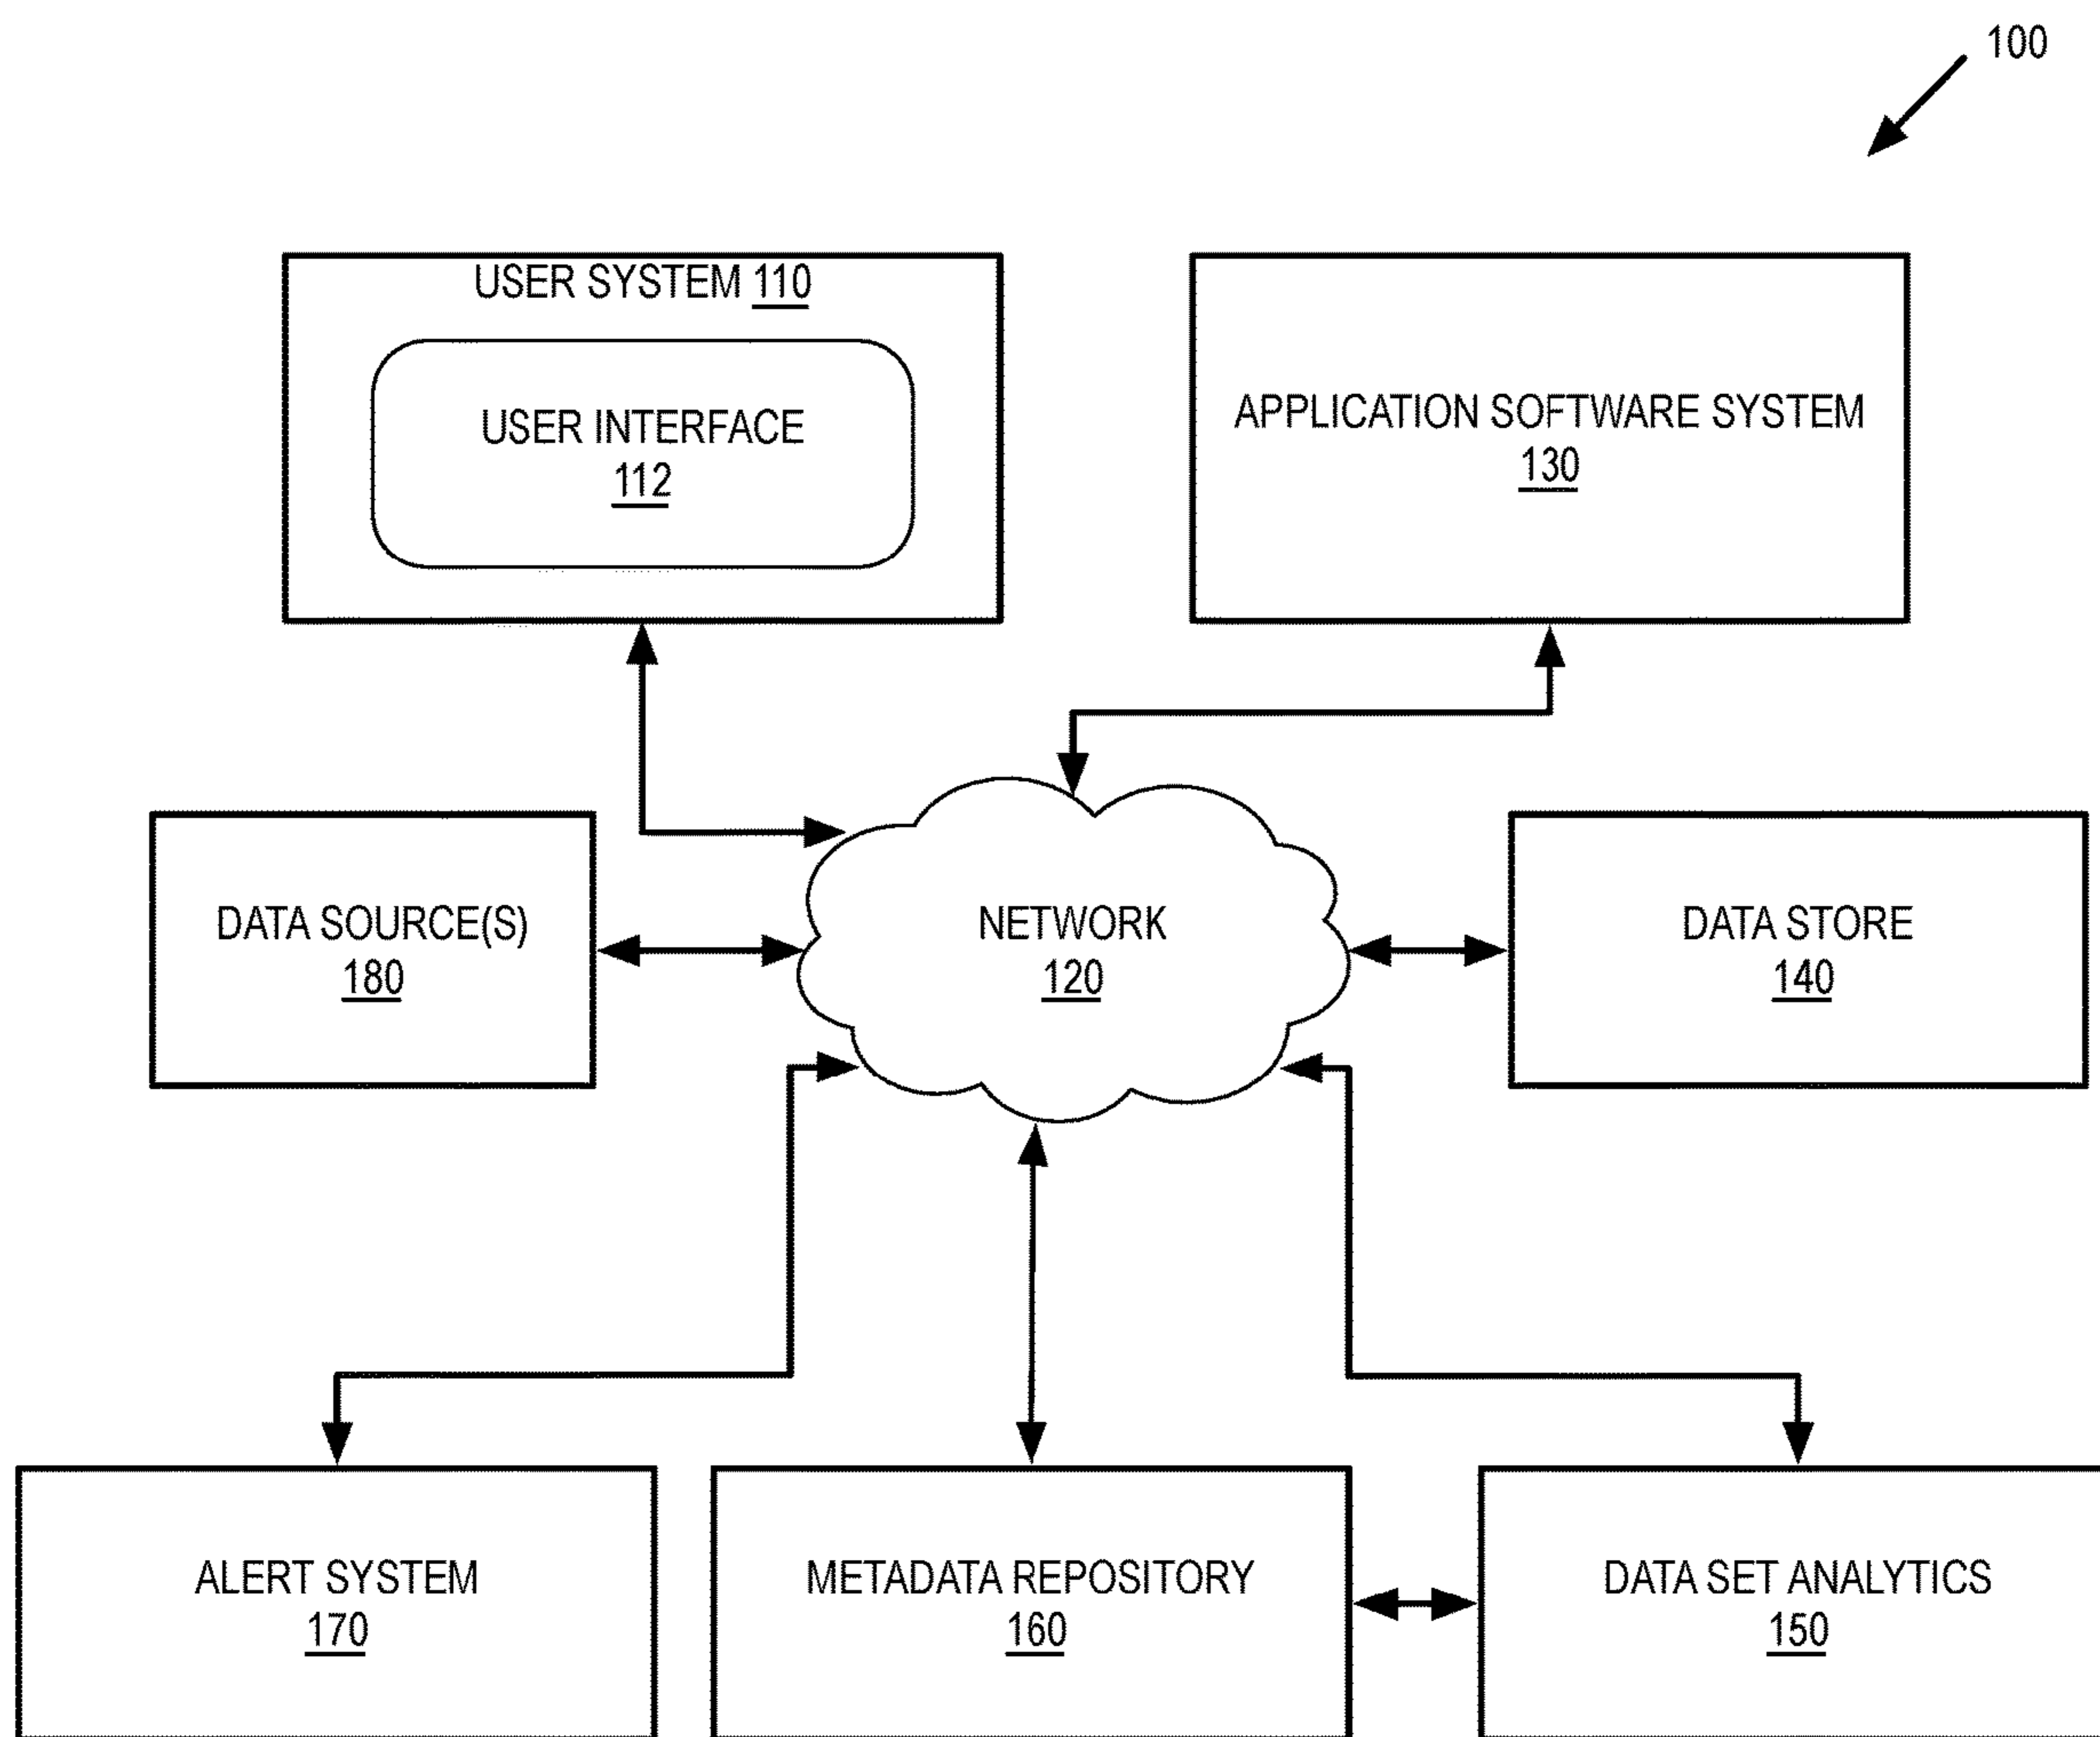 100
USER SYSTEM 110
USER INTERFACE
112
APPLICATION SOFTWARE SYSTEM
130
DATA SOURCE(S)
180
NETWORK
120
DATA STORE
140
ALERT SYSTEM
170
METADATA REPOSITORY
160
DATA SET ANALYTICS
150